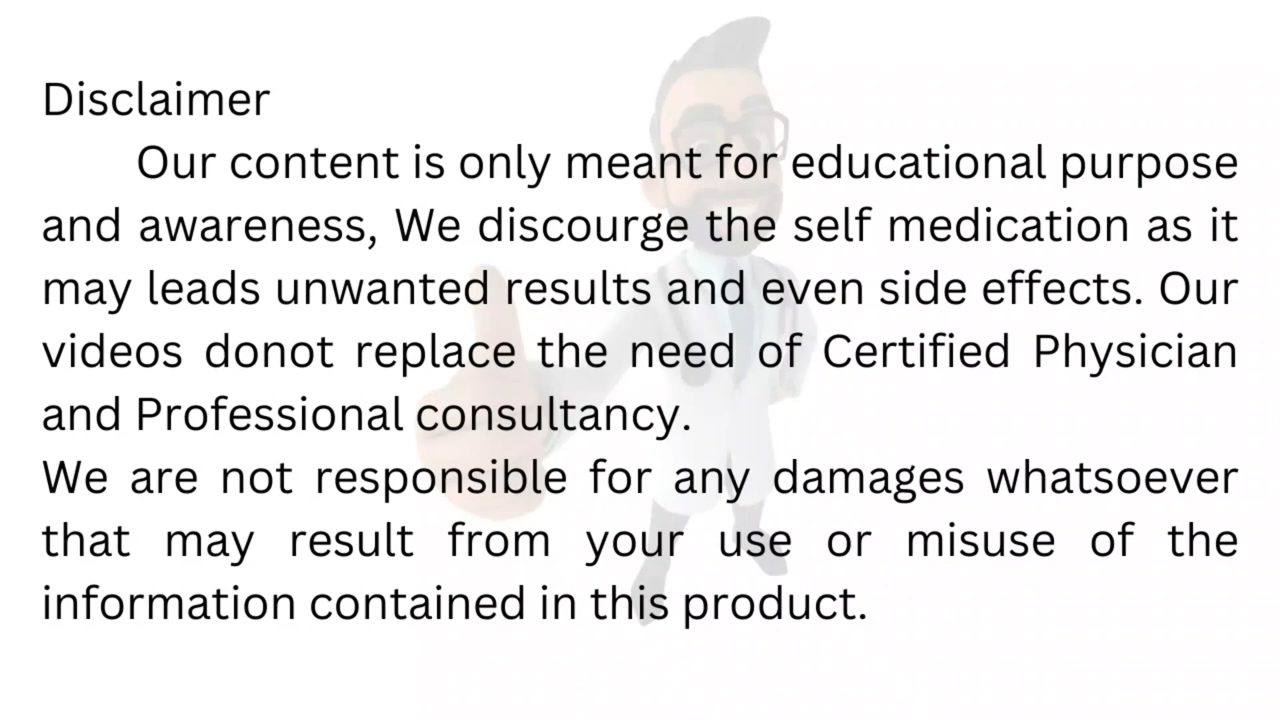 Disclaimer
Our content is only meant for educational purpose
and awareness, We discourge the self medication as it
may leads unwanted results and even side effects. Our
videos donot replace the need of Certified Physician
and Professional consultancy.
We are not responsible for any damages whatsoever
that may result from your use or misuse of the
information contained in this product.